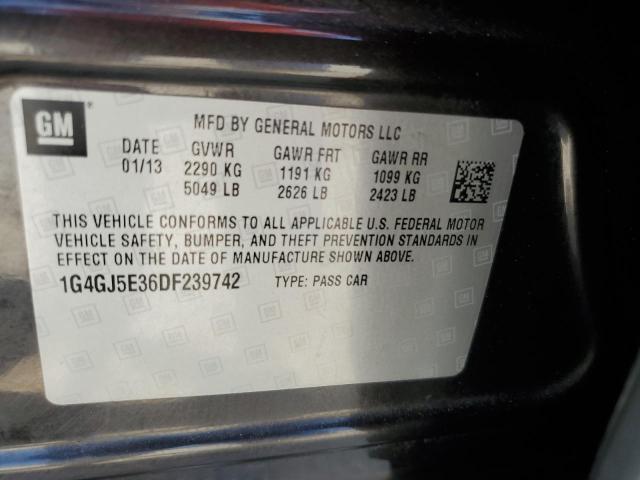 GM
MFD BY GENERAL MOTORS LLC
DATE GVWR GAWR FRT GAWR RR
01/13 2290 KG 1191 KG 1099 KG
5049 LB 2626 LB 2423 LB
THIS VEHICLE CONFORMS TO ALL APPLICABLE U.S. FEDERAL MOTOR
VEHICLE SAFETY, BUMPER, AND THEFT PREVENTION STANDARDS IN
EFFECT ON THE DATE OF MANUFACTURE SHOWN ABOVE.
1G4GJ5E36DF239742 TYPE: PASS CAR